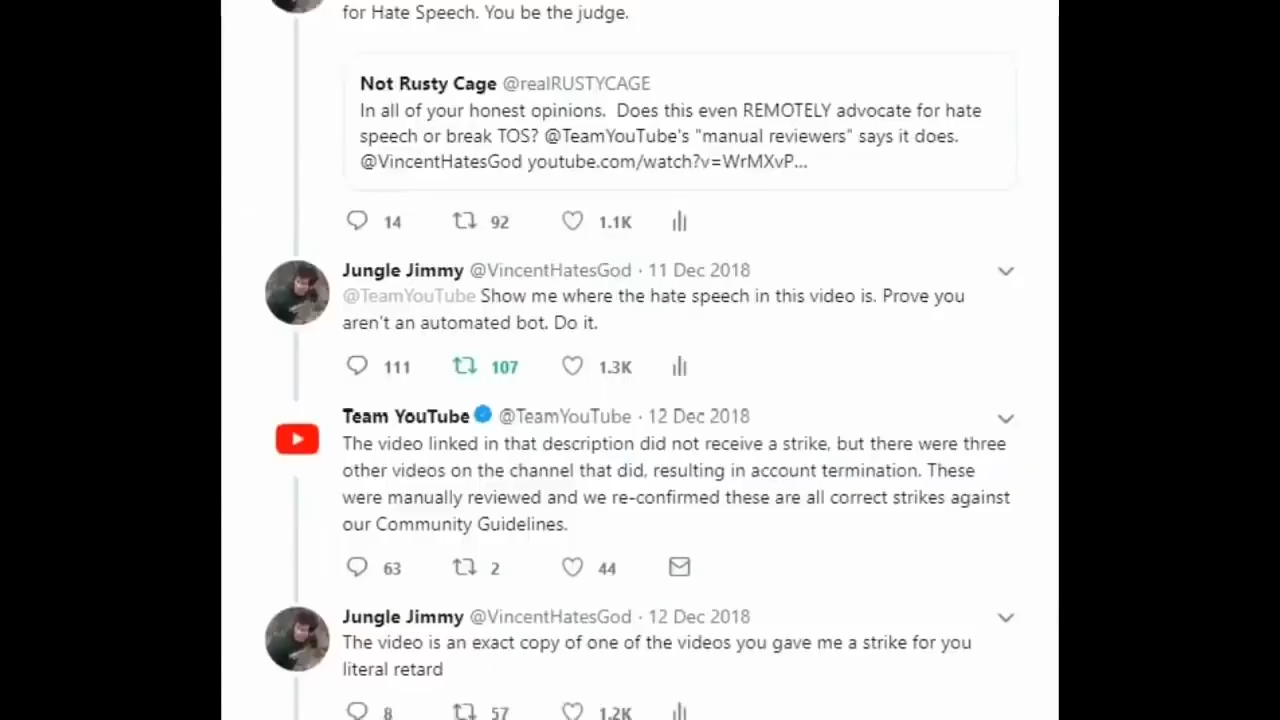 for Hate Speech. You be the judge.
Not Rusty Cage @realRUSTYCAGE
In all of your honest opinions. Does this even REMOTELY advocate for hate
speech or break TOS? @TeamYouTube's "manual reviewers" says it does.
@VincentHatesGod youtube.com/watch?v=WrMXvP...
14 92 1.1K
Jungle Jimmy @VincentHatesGod · 11 Dec 2018
@TeamYouTube Show me where the hate speech in this video is. Prove you
aren't an automated bot. Do it.
111 107 1.3K
Team YouTube @TeamYouTube · 12 Dec 2018
The video linked in that description did not receive a strike, but there were three
other videos on the channel that did, resulting in account termination. These
were manually reviewed and we re-confirmed these are all correct strikes against
our Community Guidelines.
63 2 44
Jungle Jimmy @VincentHatesGod · 12 Dec 2018
The video is an exact copy of one of the videos you gave me a strike for you
literal retard
8 57 1.2K